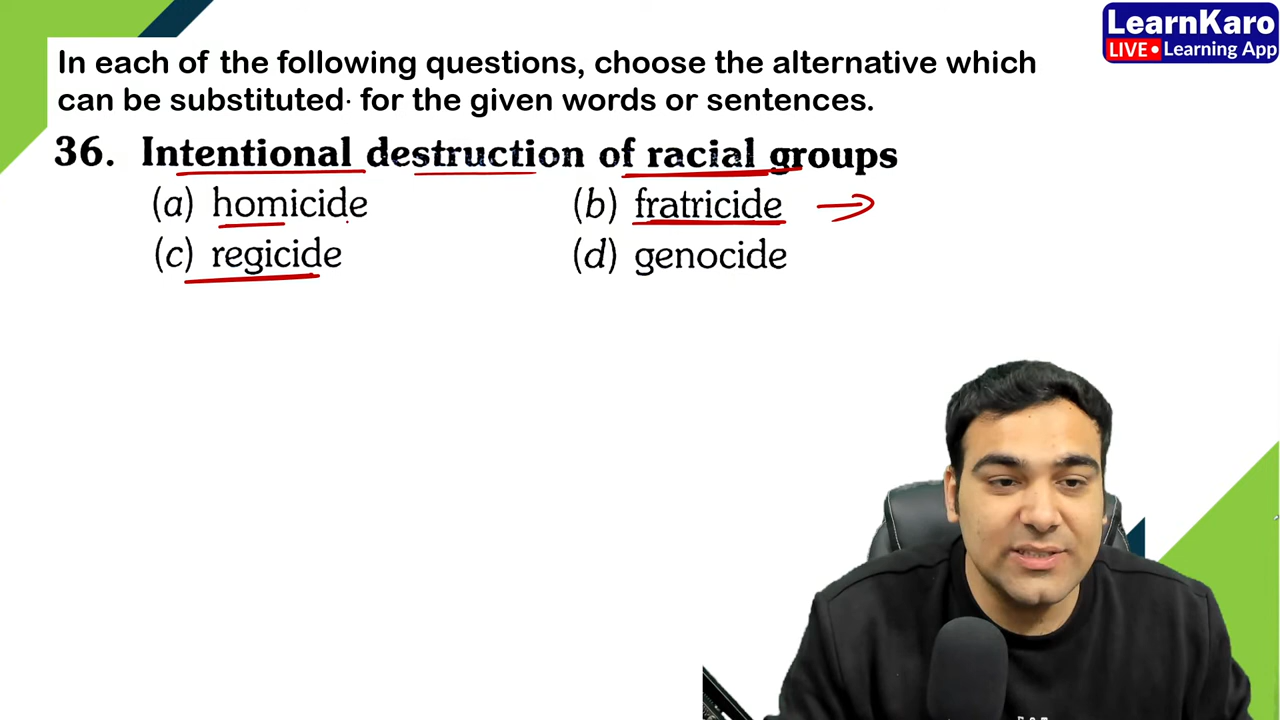 LearnKaro
LIVE • Learning App
In each of the following questions, choose the alternative which
can be substituted· for the given words or sentences.
36. Intentional destruction of racial groups
(a) homicide (b) fratricide →
(c) regicide (d) genocide